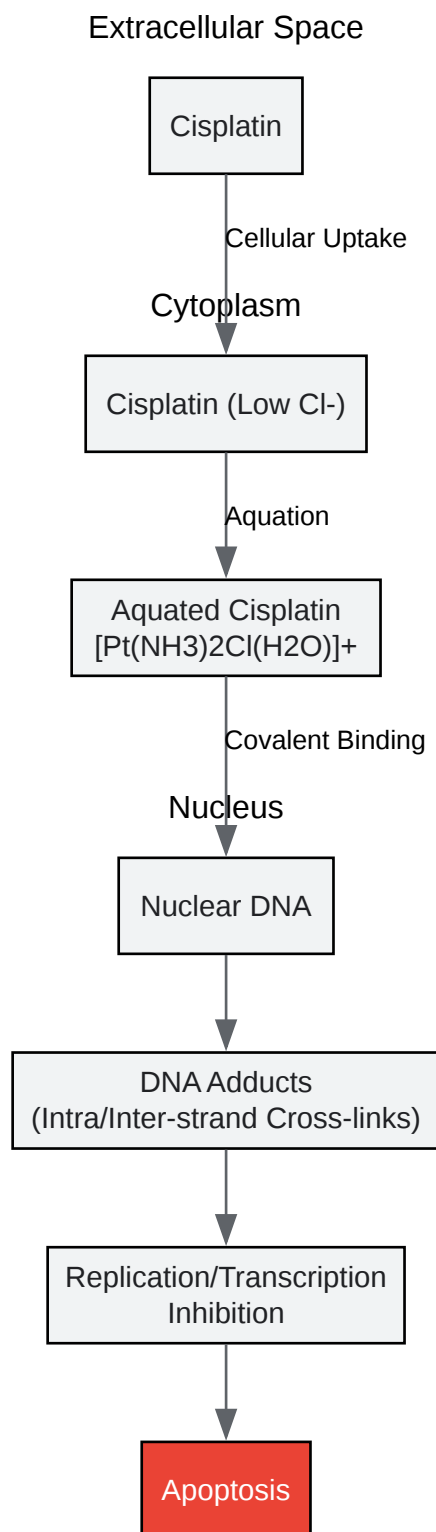 Extracellular Space
Cisplatin
Cellular Uptake
Cytoplasm
Cisplatin (Low Cl-)
Aquation
Aquated Cisplatin
[Pt(NH3)2Cl(H2O)]+
Covalent Binding
Nucleus
Nuclear DNA
DNA Adducts
(Intra/Inter-strand Cross-links)
Replication/Transcription
Inhibition
Apoptosis